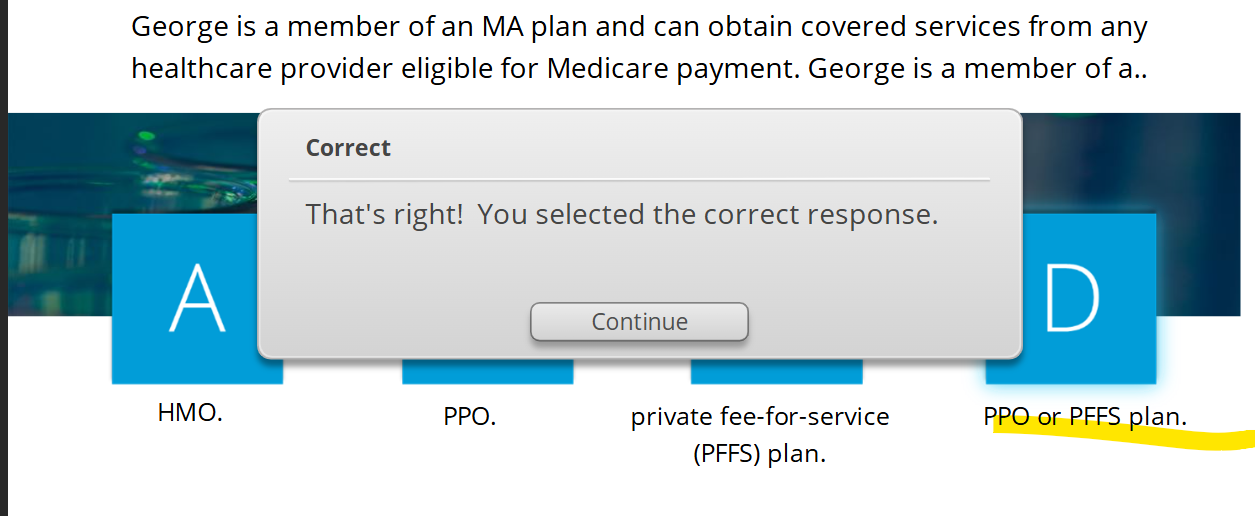 George is a member of an MA plan and can obtain covered services from any
healthcare provider eligible for Medicare payment. George is a member of a..
Correct
That's right!  You selected the correct response.
Continue
A
D
HMO.
PPO.
private fee-for-service
(PFFS) plan.
PPO or PFFS plan.